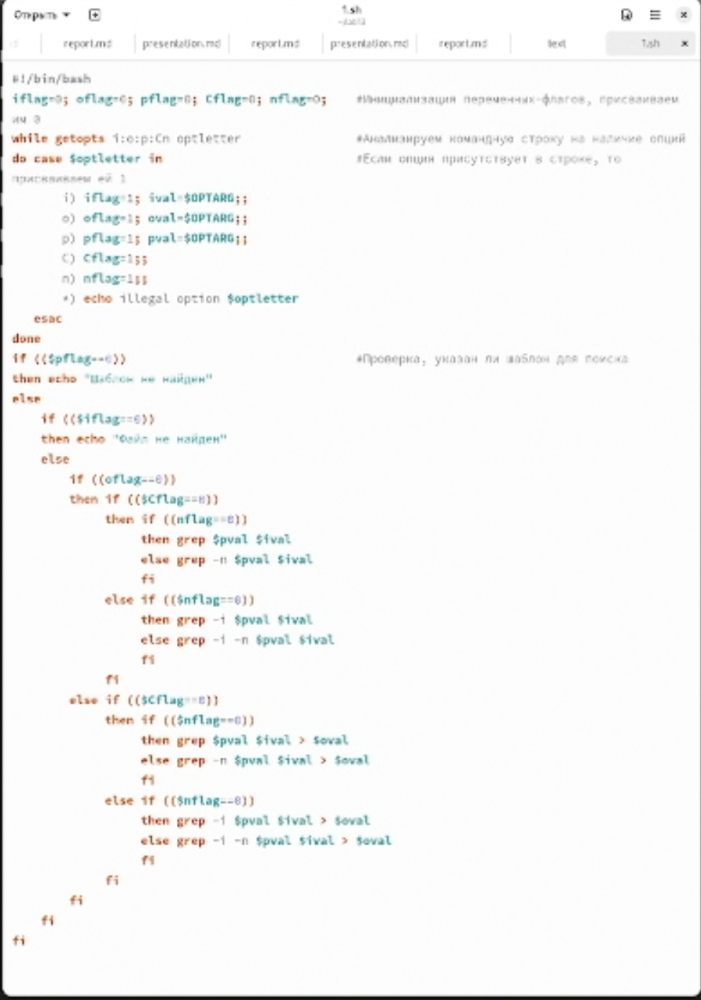 Открыть
1.sh
report.md presentation.md report.md presentation.md report.md text 1.sh
#!/bin/bash
iflag=0; oflag=0; pflag=0; Cflag=0; nflag=0; #Инициализация переменных-флагов, присваиваем
им 0
while getopts i:o:p:Cn optletter #Анализируем командную строку на наличие опций
do case $optletter in #Если опция присутствует в строке, то
присваиваем ей 1
i) iflag=1; ival=$OPTARG;;
o) oflag=1; oval=$OPTARG;;
p) pflag=1; pval=$OPTARG;;
C) Cflag=1;;
n) nflag=1;;
*) echo illegal option $optletter
esac
done
if (($pflag==0)) #Проверка, указан ли шаблон для поиска
then echo "Шаблон не найден"
else
if (($iflag==0))
then echo "Файл не найден"
else
if ((oflag==0))
then if (($Cflag==0))
then if ((nflag==0))
then grep $pval $ival
else grep -n $pval $ival
fi
else if (($nflag==0))
then grep -i $pval $ival
else grep -i -n $pval $ival
fi
fi
else if (($Cflag==0))
then if (($nflag==0))
then grep $pval $ival > $oval
else grep -n $pval $ival > $oval
fi
else if (($nflag==0))
then grep -i $pval $ival > $oval
else grep -i -n $pval $ival > $oval
fi
fi
fi
fi
fi